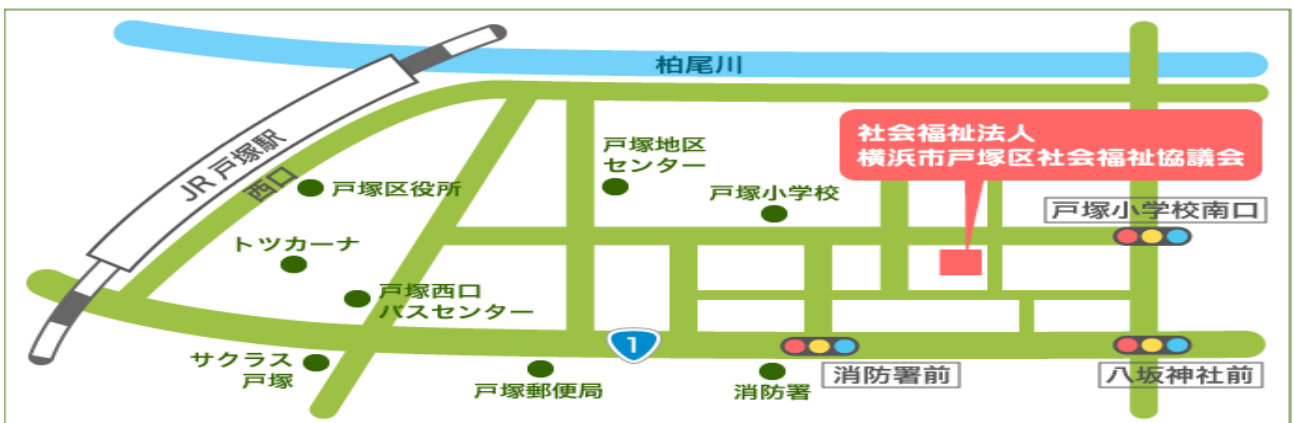 柏尾川
社会福祉法人
横浜市戸塚区社会福祉協議会
JR 戸塚駅
西口
戸塚区役所
戸塚地区
センター
戸塚小学校
戸塚小学校南口
トツカーナ
戸塚西口
バスセンター
1
サクラス
戸塚
戸塚郵便局
消防署
消防署前
八坂神社前